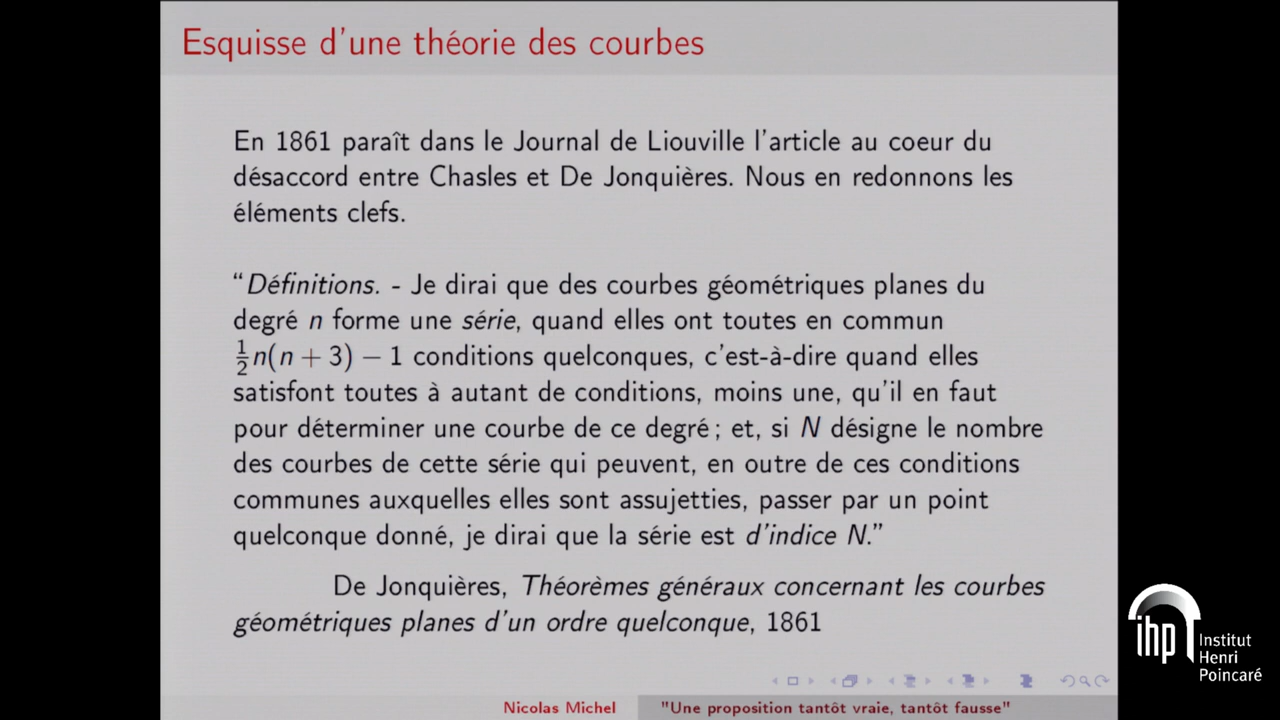 Esquisse d'une théorie des courbes
En 1861 paraît dans le Journal de Liouville l'article au coeur du
désaccord entre Chasles et De Jonquières. Nous en redonnons les
éléments clefs.
“Définitions. - Je dirai que des courbes géométriques planes du
degré n forme une série, quand elles ont toutes en commun
½n(n + 3) − 1 conditions quelconques, c'est-à-dire quand elles
satisfont toutes à autant de conditions, moins une, qu'il en faut
pour déterminer une courbe de ce degré ; et, si N désigne le nombre
des courbes de cette série qui peuvent, en outre de ces conditions
communes auxquelles elles sont assujetties, passer par un point
quelconque donné, je dirai que la série est d'indice N.”
De Jonquières, Théorèmes généraux concernant les courbes
géométriques planes d'un ordre quelconque, 1861
ihp Institut
Henri
Poincaré
Nicolas Michel "Une proposition tantôt vraie, tantôt fausse"